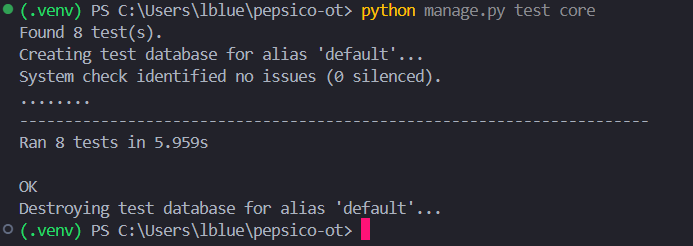 (.venv) PS C:\Users\lblue\pepsico-ot> python manage.py test core
Found 8 test(s).
Creating test database for alias 'default'...
System check identified no issues (0 silenced).
........
----------------------------------------------------------------------
Ran 8 tests in 5.959s
OK
Destroying test database for alias 'default'...
(.venv) PS C:\Users\lblue\pepsico-ot>